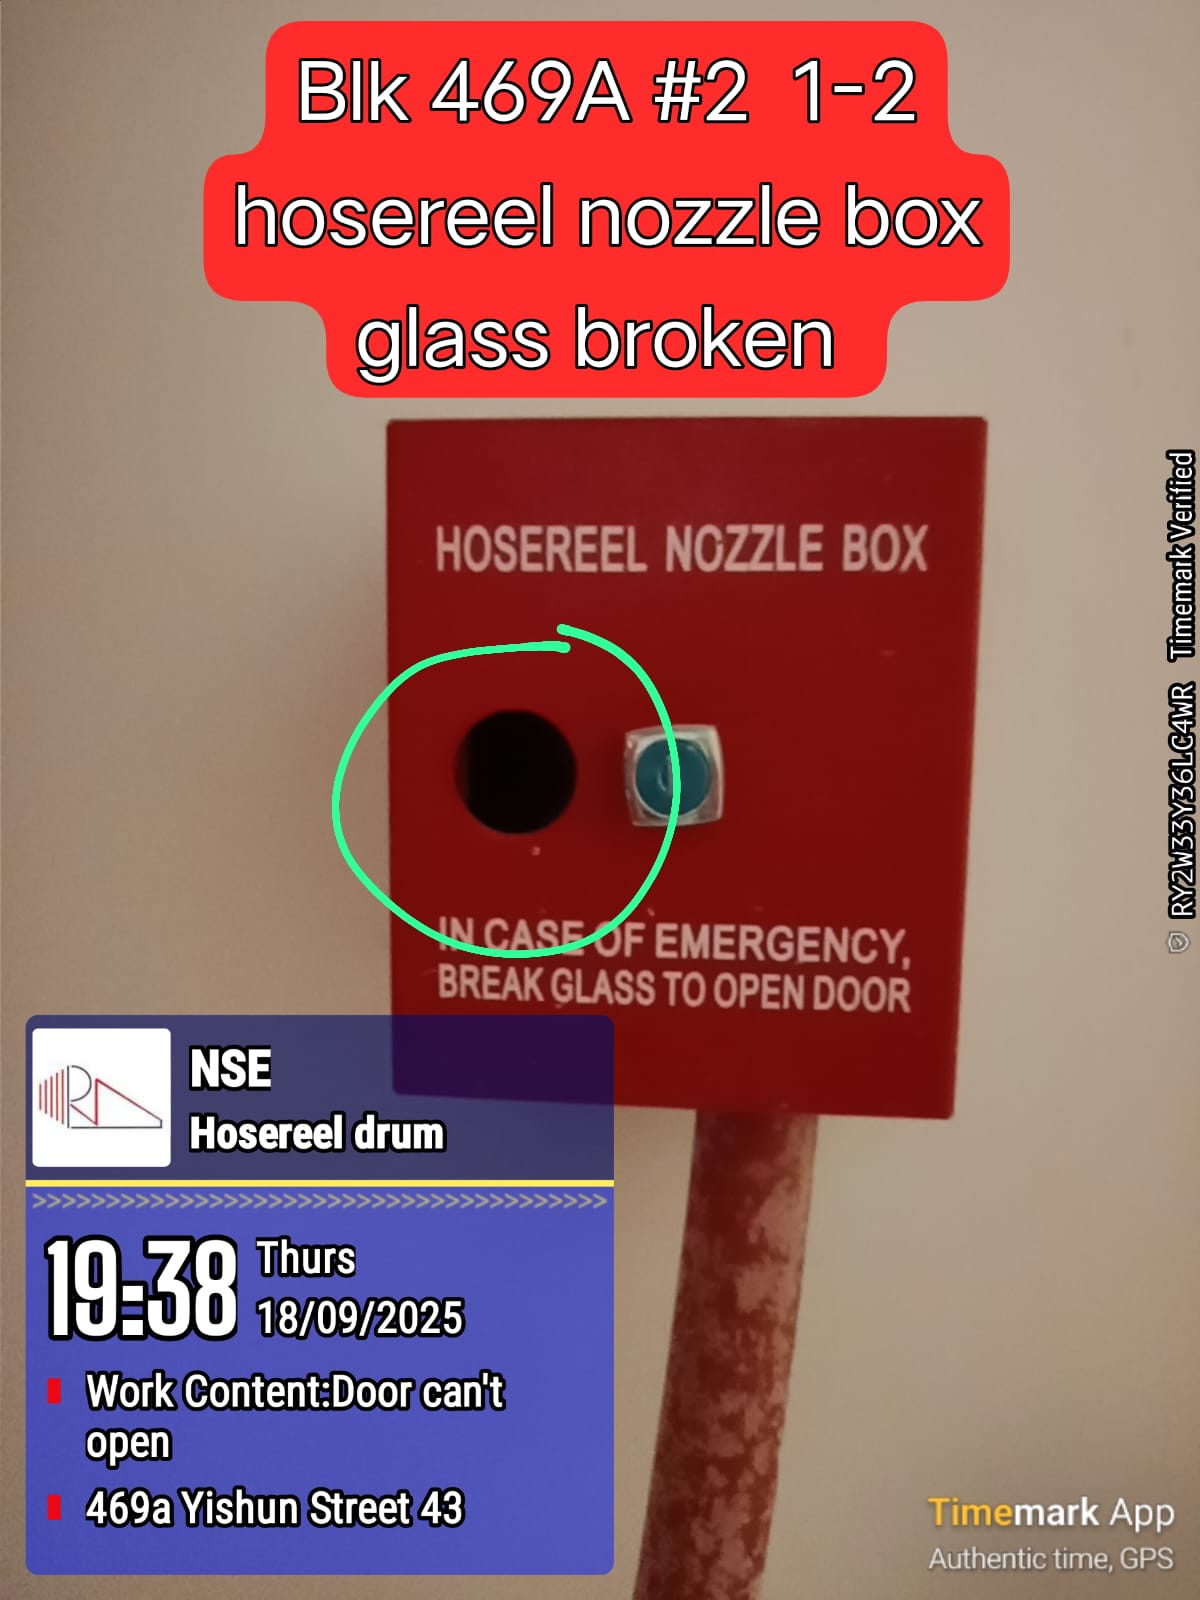 Blk 469A #2 1-2
hosereel nozzle box
glass broken
HOSEREEL NOZZLE BOX
IN CASE OF EMERGENCY,
BREAK GLASS TO OPEN DOOR
NSE
Hosereel drum
>>>>>>>>>>>>>>>>>>>>>>>>>>>>>>>>>>>>>>>
19:38
Thurs
18/09/2025
Work Content:Door can't
open
469a Yishun Street 43
Timemark App
Authentic time, GPS
RY2W33Y36LC4WR Timemark Verified